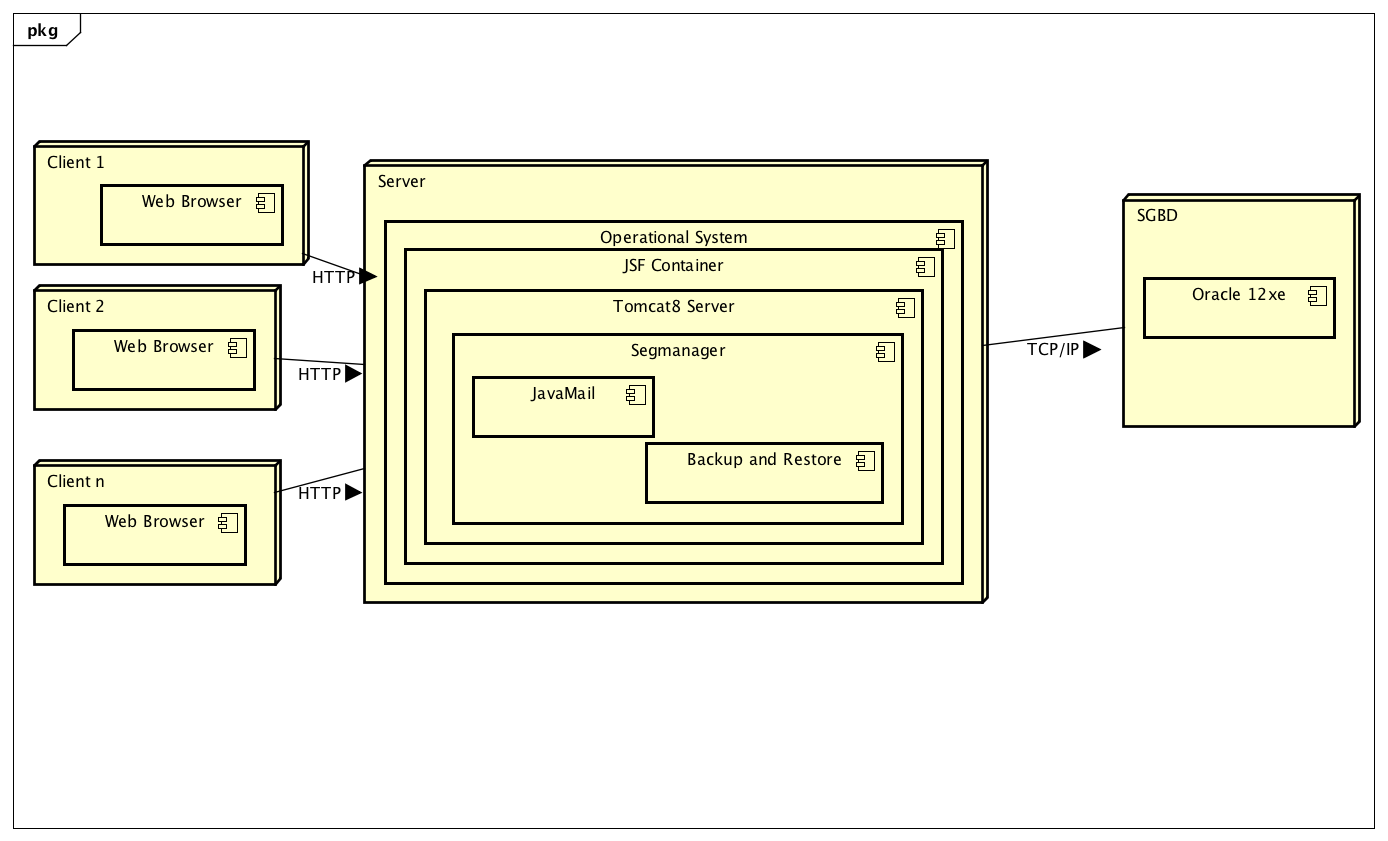 pkg
Client 1
Web Browser
HTTP
Client 2
Web Browser
HTTP
Client n
Web Browser
HTTP
Server
Operational System
JSF Container
Tomcat8 Server
Segmanager
JavaMail
Backup and Restore
TCP/IP
SGBD
Oracle 12xe